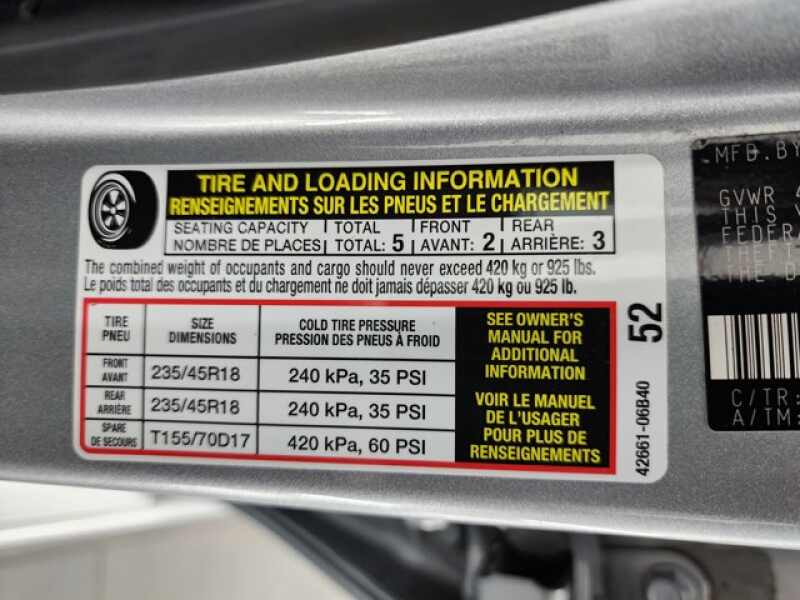 TIRE AND LOADING INFORMATION
RENSEIGNEMENTS SUR LES PNEUS ET LE CHARGEMENT
SEATING CAPACITY TOTAL FRONT REAR
NOMBRE DE PLACES TOTAL: 5 AVANT: 2 ARRIÈRE: 3
The combined weight of occupants and cargo should never exceed 420 kg or 925 lbs.
Le poids total des occupants et du chargement ne doit jamais dépasser 420 kg ou 925 lb.
TIRE
PNEU
SIZE
DIMENSIONS
COLD TIRE PRESSURE
PRESSION DES PNEUS À FROID
FRONT
AVANT
235/45R18
240 kPa, 35 PSI
REAR
ARRIÈRE
235/45R18
240 kPa, 35 PSI
SPARE
DE SECOURS
T155/70D17
420 kPa, 60 PSI
SEE OWNER'S
MANUAL FOR
ADDITIONAL
INFORMATION
VOIR LE MANUEL
DE L'USAGER
POUR PLUS DE
RENSEIGNEMENTS
52
42661-06B40
MFD.BY
GVWR
THIS
THEFT
C/TR:
A/TM: